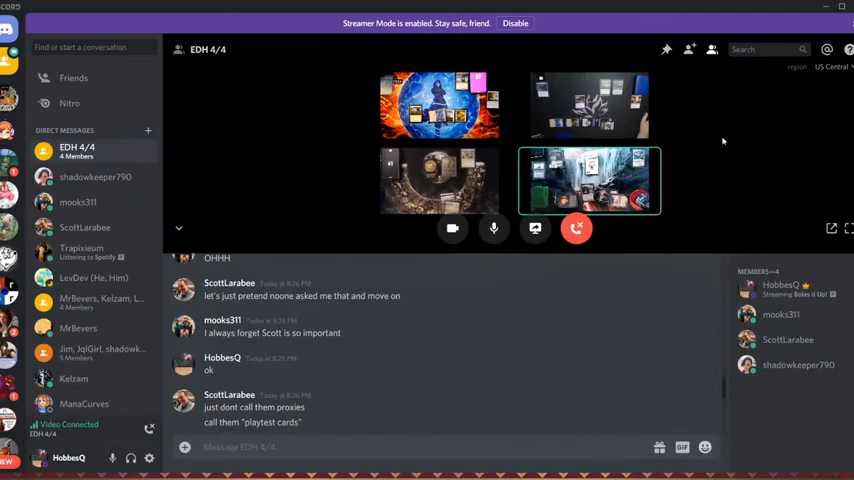 Streamer Mode is enabled. Stay safe, friend. Disable
Find or start a conversation
EDH 4/4
Search
region US Central
Friends
Nitro
DIRECT MESSAGES
EDH 4/4
4 Members
shadowkeeper790
mooks311
ScottLarabee
Trapixieum
Listening to Spotify
LevDev (He, Him)
MrBevers, Kelzam, L...
4 Members
MrBevers
Jim, JqlGirl, shadowk...
5 Members
Kelzam
ManaCurves
Video Connected
EDH 4/4
HobbesQ
NEW
41
OHHH
ScottLarabee Today at 8:26 PM
let's just pretend noone asked me that and move on
mooks311 Today at 8:26 PM
I always forget Scott is so important
HobbesQ Today at 8:26 PM
ok
ScottLarabee Today at 8:26 PM
just dont call them proxies
call them "playtest cards"
Message EDH 4/4
GIF
MEMBERS—4
HobbesQ
Streaming Bolas it Up!
mooks311
ScottLarabee
shadowkeeper790